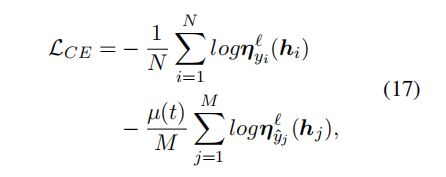 $\mathcal{L}_{CE} = -\frac{1}{N}\sum_{i=1}^{N} log\boldsymbol{\eta}^{\ell}_{y_i}(\boldsymbol{h}_i)$
$-\frac{\mu(t)}{M}\sum_{j=1}^{M} log\boldsymbol{\eta}^{\ell}_{\hat{y}_j}(\boldsymbol{h}_j),$ (17)